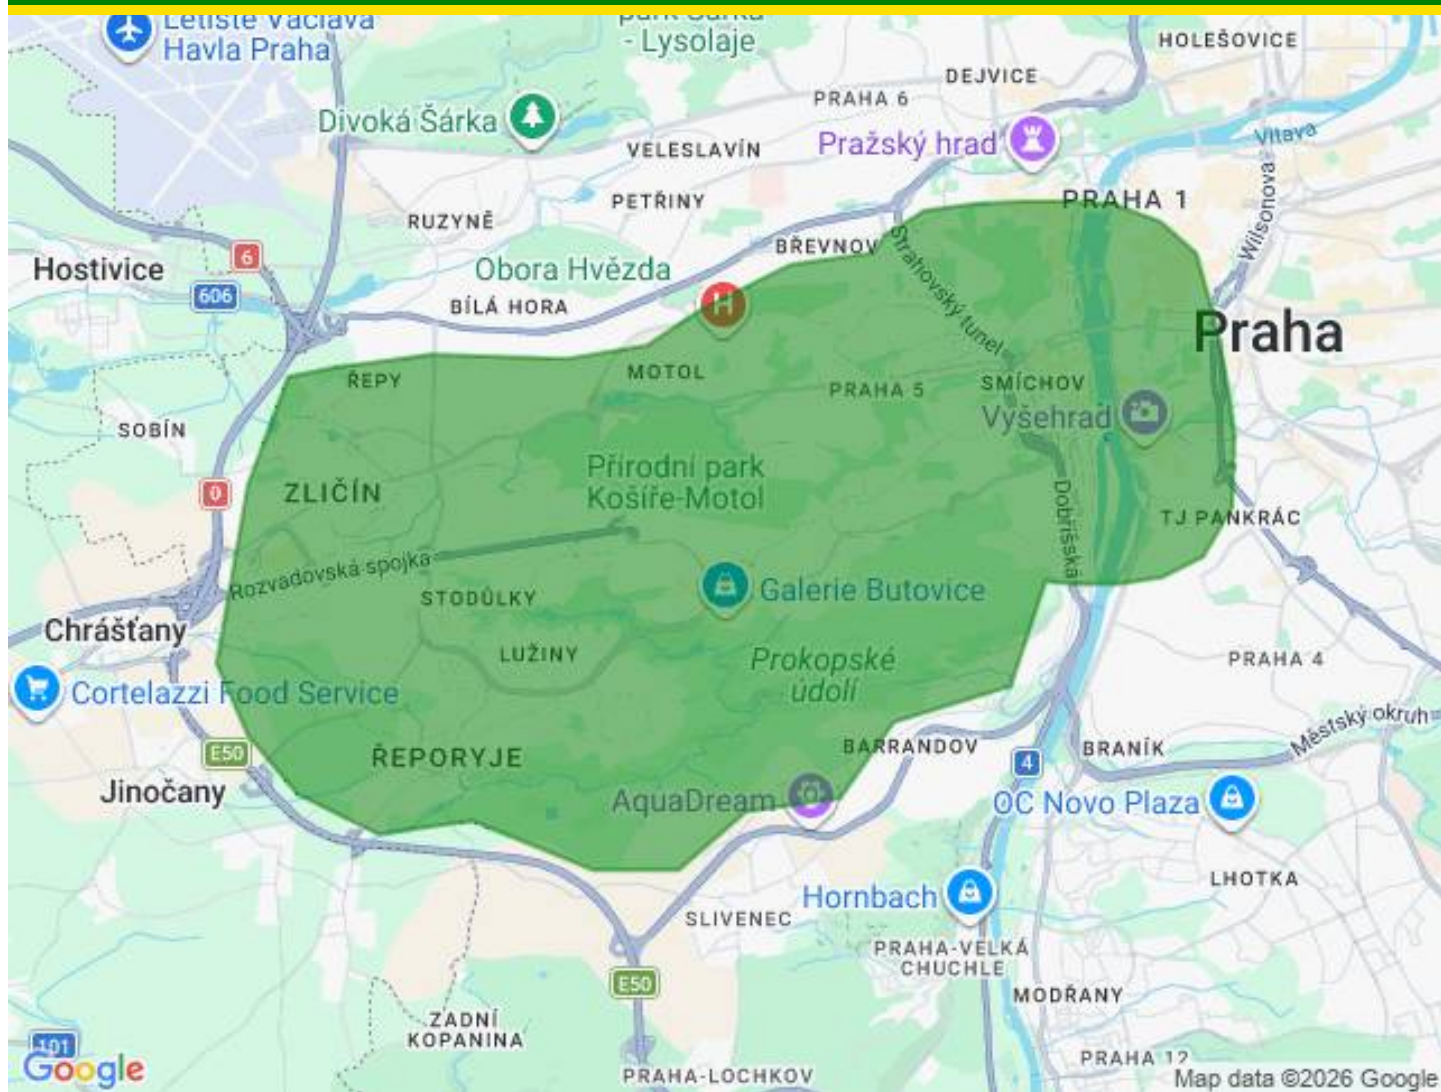 Letiště Václava
Havla Praha
park Šárka
- Lysolaje
HOLEŠOVICE
DEJVICE
PRAHA 6
Divoká Šárka
VELESLAVÍN
Pražský hrad
Vltava
PETŘINY
PRAHA 1
RUZYNĚ
Wilsonova
BŘEVNOV
Strahovský tunel
6
Hostivice
Obora Hvězda
606
BÍLÁ HORA
H
Praha
ŘEPY
MOTOL
PRAHA 5
SMÍCHOV
Vyšehrad
SOBÍN
Přírodní park
Košíře-Motol
ZLIČÍN
0
Dobříšská
TJ PANKRÁC
Rozvadovská spojka
STODŮLKY
Galerie Butovice
Chrášťany
LUŽINY
Prokopské
údolí
PRAHA 4
Cortelazzi Food Service
Městský okruh
E50
ŘEPORYJE
BARRANDOV
BRANÍK
4
Jinočany
AquaDream
OC Novo Plaza
LHOTKA
Hornbach
SLIVENEC
PRAHA-VELKÁ
CHUCHLE
E50
MODŘANY
ZADNÍ
KOPANINA
101
Google
PRAHA-LOCHKOV
PRAHA 12
Map data ©2026 Google